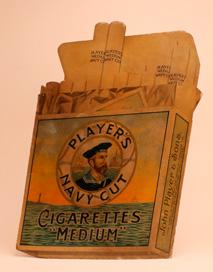 PLAYER'S
NAVY CUT
CIGARETTES
"MEDIUM"
John Player & Sons.